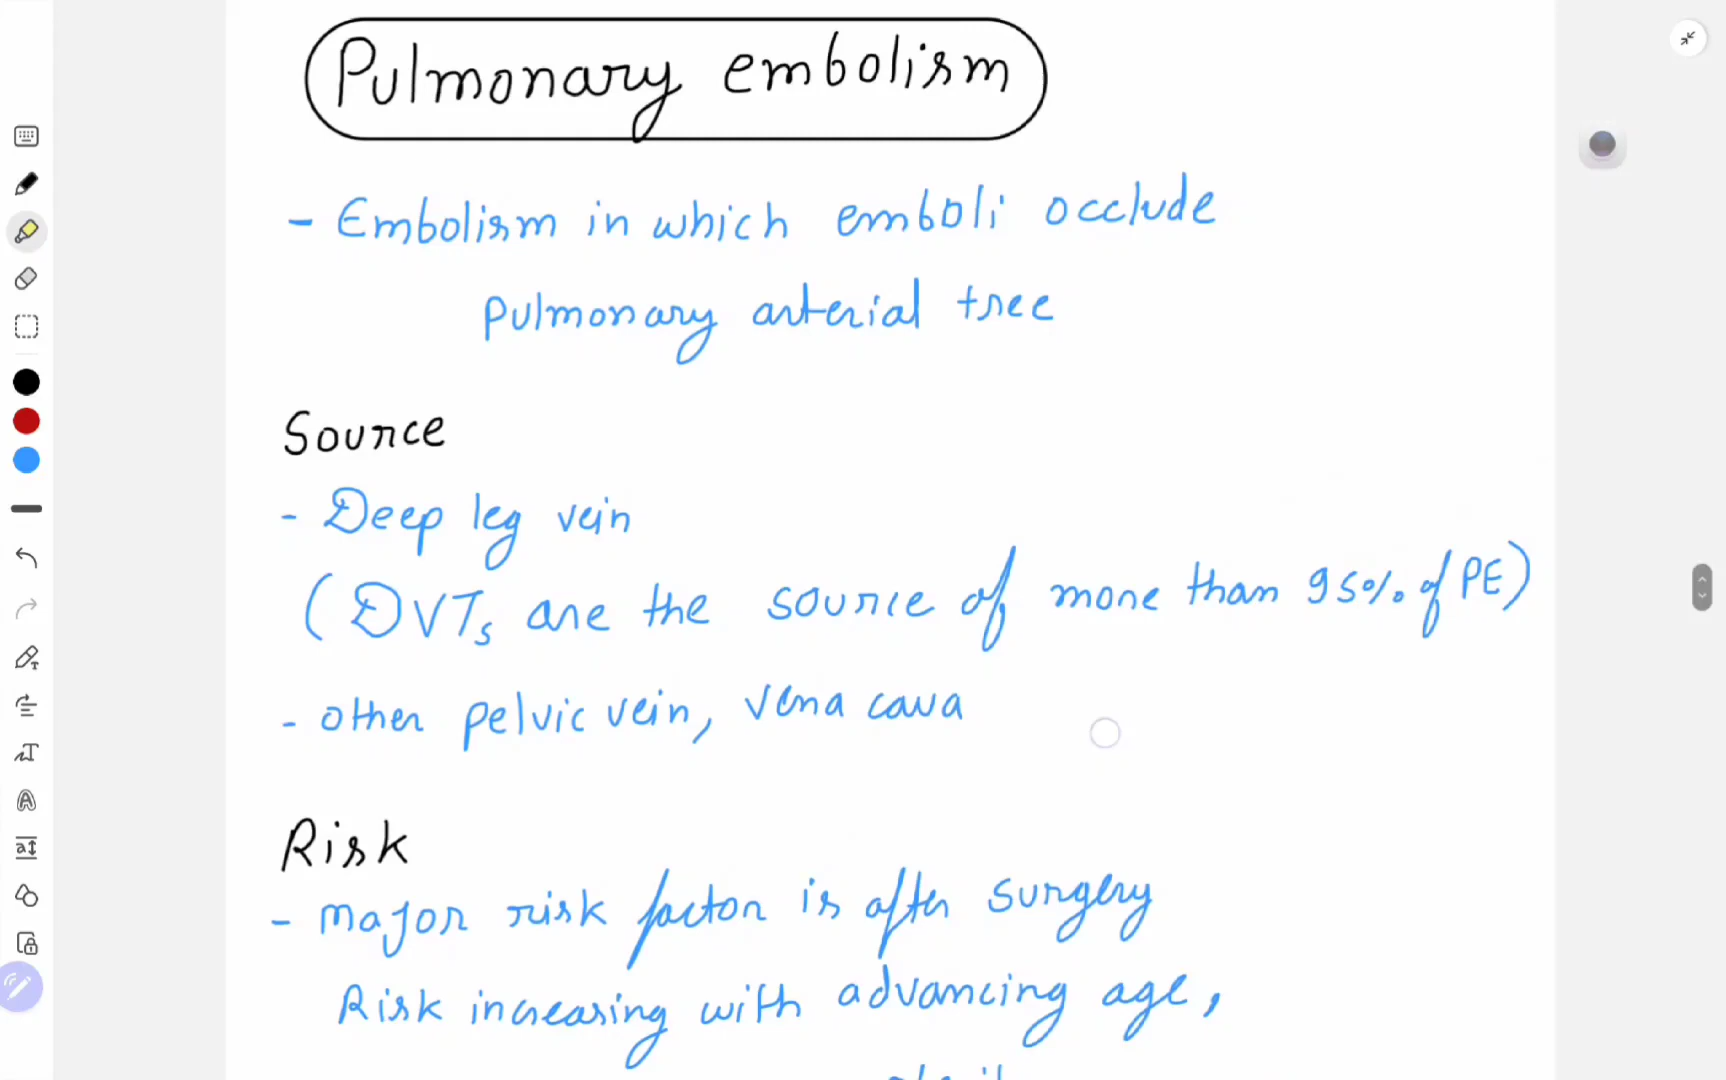 Pulmonary embolism
- Embolism in which emboli occlude
pulmonary arterial tree
Source
- Deep leg vein
(DVTs are the source of more than 95% of PE)
- other pelvic vein, vena cava
Risk
- major risk factor is after surgery
Risk increasing with advancing age,